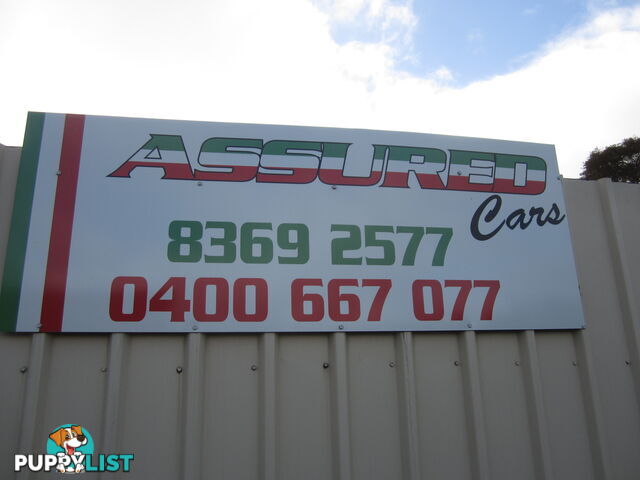 ASSURED
Cars
8369 2577
0400 667 077
PUPPYLIST